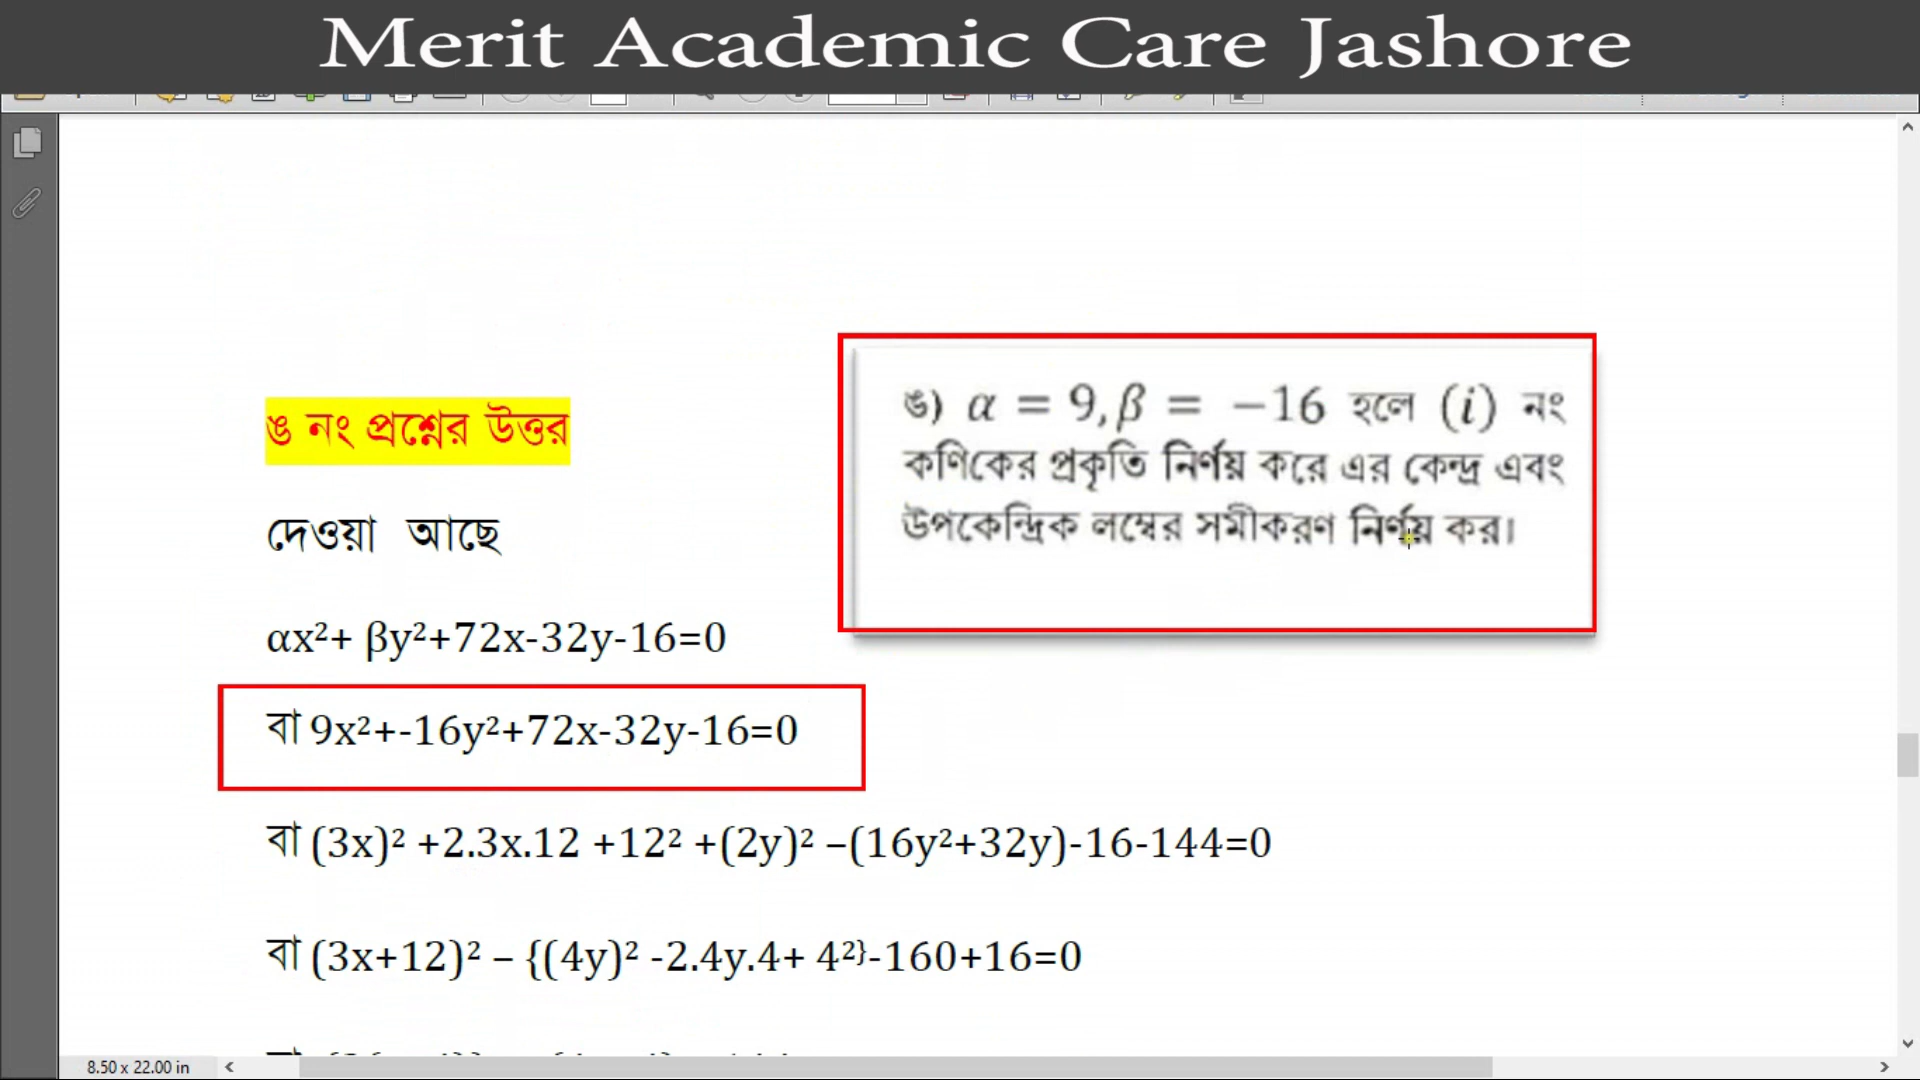 Merit Academic Care Jashore
ঙ) α = 9, β = −16 হলে (i) নং
কণিকের প্রকৃতি নির্ণয় করে এর কেন্দ্র এবং
উপকেন্দ্রিক লম্বের সমীকরণ নির্ণয় কর।
ঙ নং প্রশ্নের উত্তর
দেওয়া আছে
αx²+ βy²+72x-32y-16=0
বা 9x²+-16y²+72x-32y-16=0
বা (3x)² +2.3x.12 +12² +(2y)² –(16y²+32y)-16-144=0
বা (3x+12)² – {(4y)² -2.4y.4+ 4²}-160+16=0
8.50 x 22.00 in